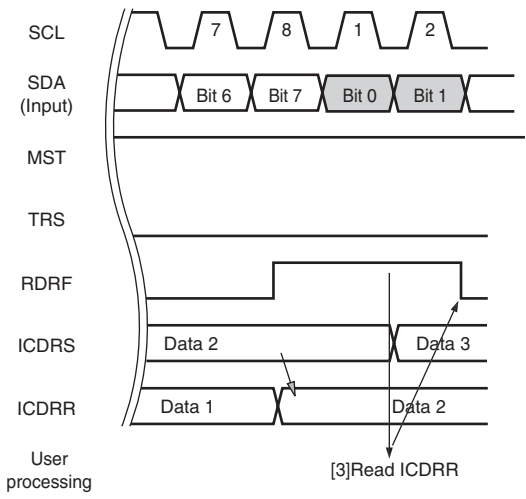 SCL 7 8 1 2
SDA
(Input) Bit 6 Bit 7 Bit 0 Bit 1
MST
TRS
RDRF
ICDRS Data 2 Data 3
ICDRR Data 1 Data 2
User
processing [3]Read ICDRR